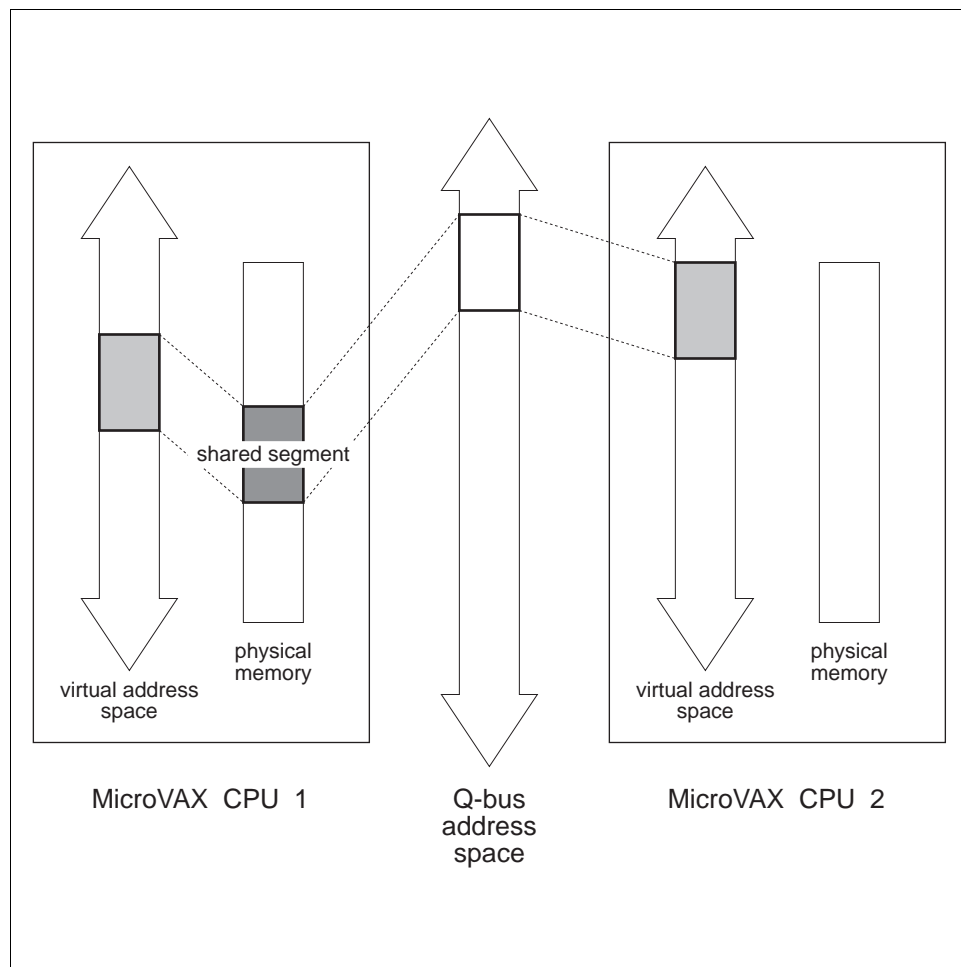 shared segment
physical
memory
virtual address
space
physical
memory
virtual address
space
MicroVAX CPU 1
Q-bus
address
space
MicroVAX CPU 2